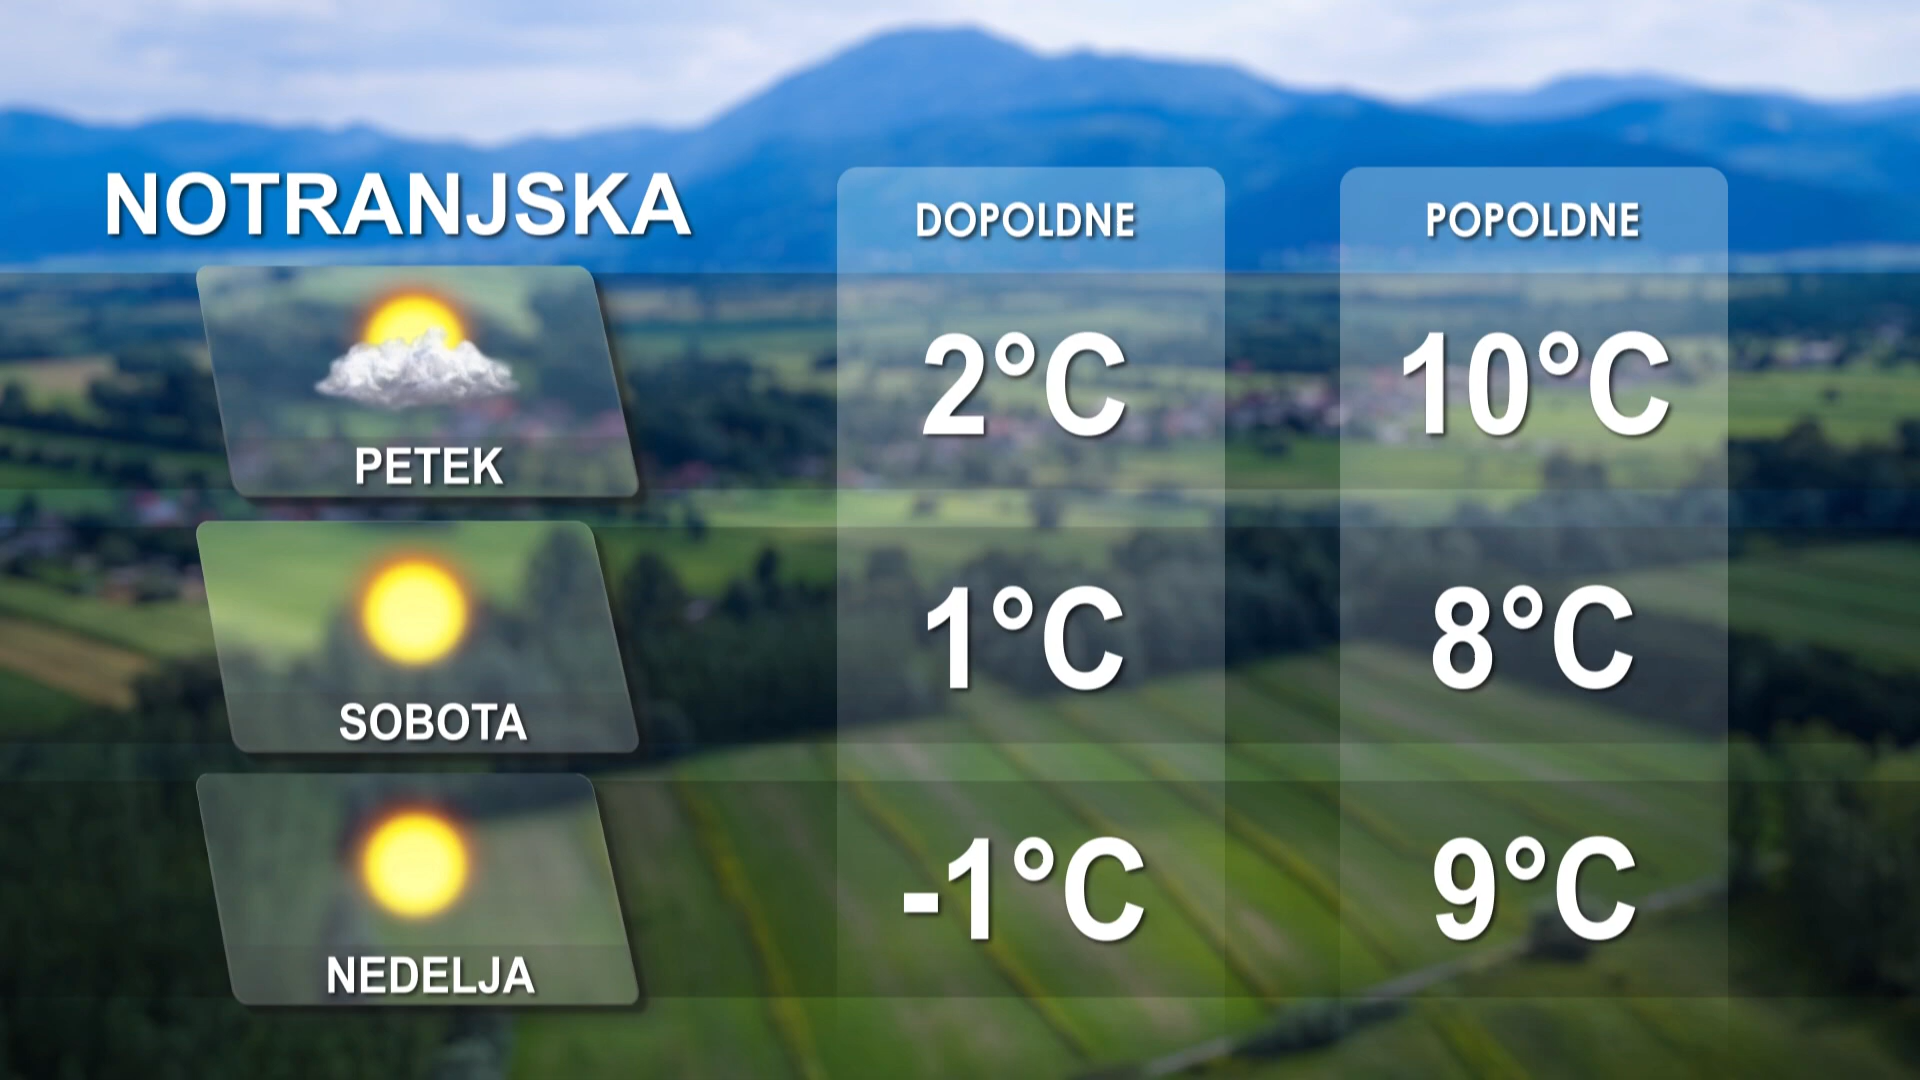 NOTRANJSKA
DOPOLDNE POPOLDNE
2°C 10°C
PETEK
1°C 8°C
SOBOTA
-1°C 9°C
NEDELJA